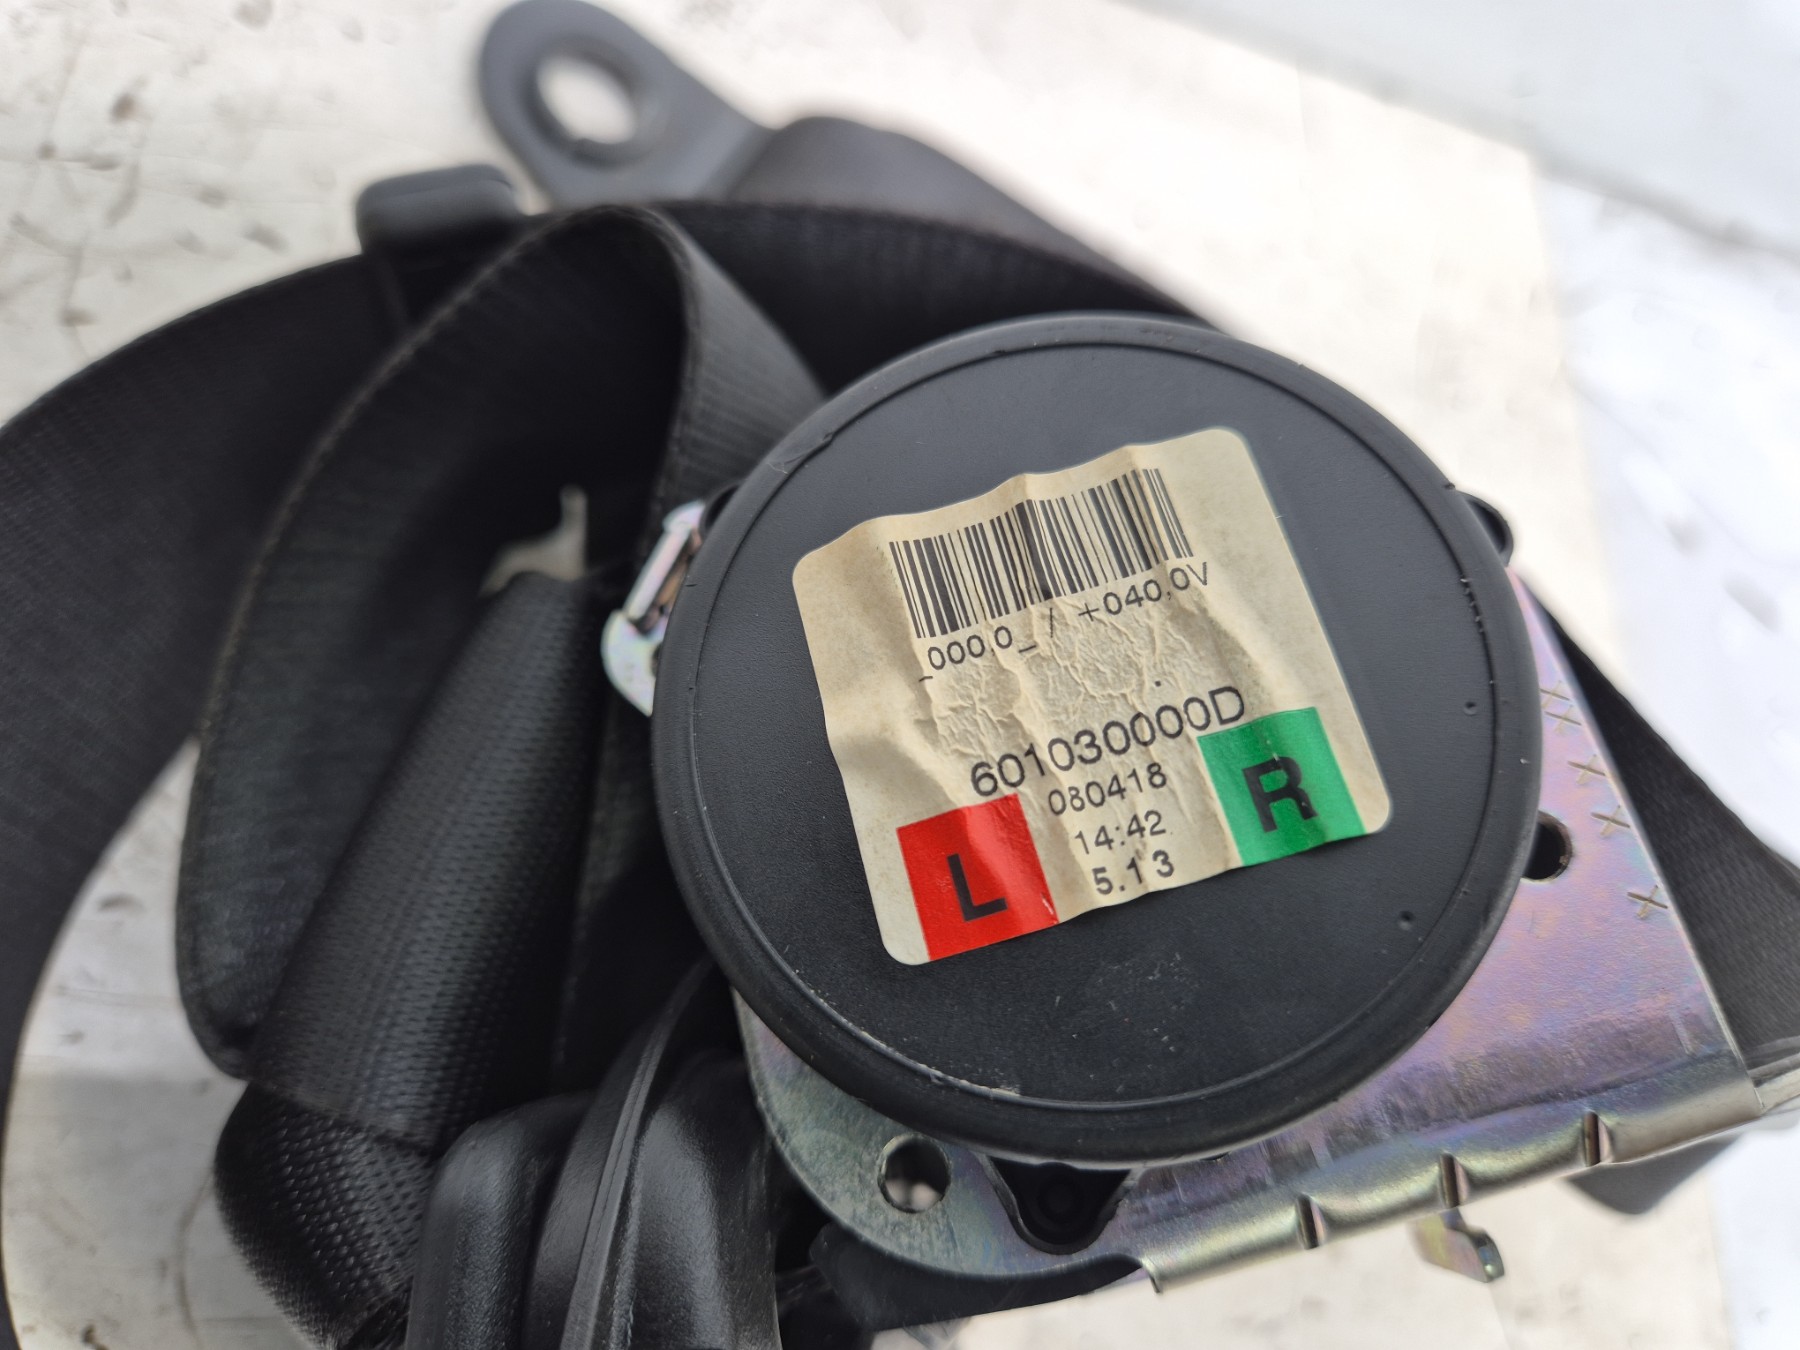 _000.0_ / +040,0V
601030000D
080418
14:42
5.13
L
R